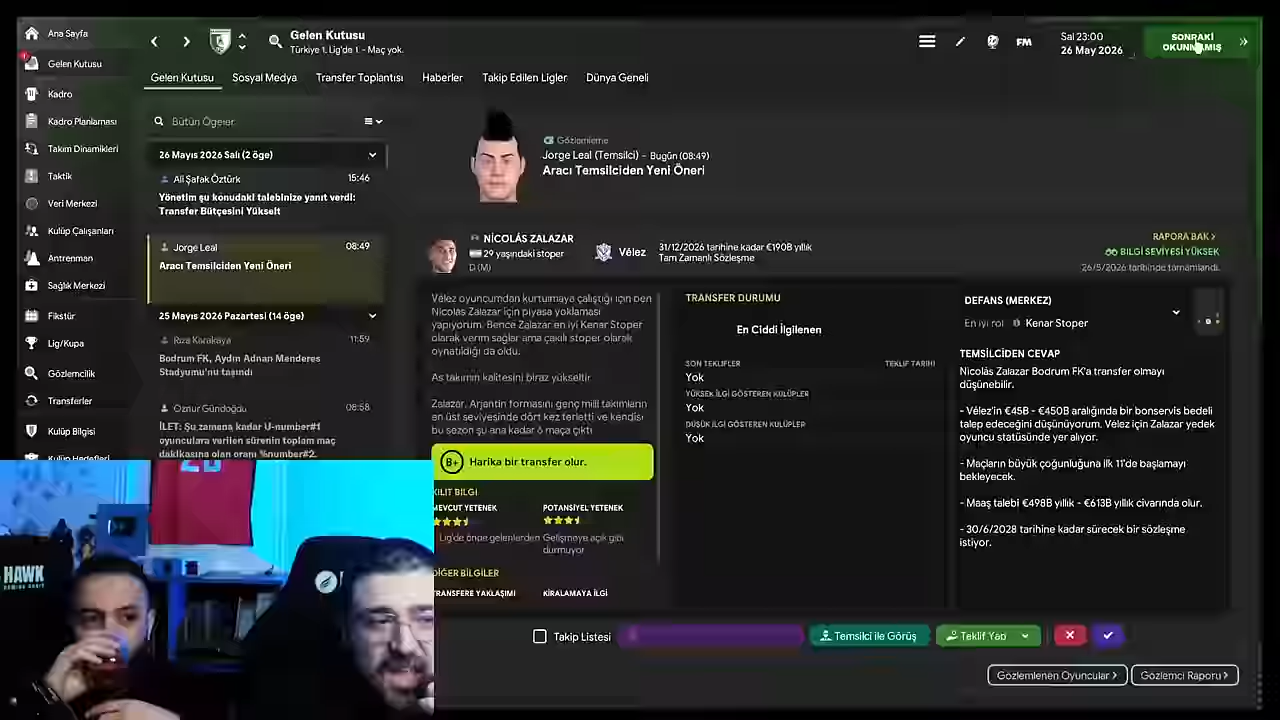 Ana Sayfa
Gelen Kutusu
Kadro
Kadro Planlaması
Takım Dinamikleri
Taktik
Veri Merkezi
Kulüp Çalışanları
Antrenman
Sağlık Merkezi
Fikstür
Lig/Kupa
Gözlemcilik
Transferler
Kulüp Bilgisi
Kulüp Hedefleri
Gelen Kutusu
Türkiye 1. Lig'de 1. - Maç yok.
FM
Sal 23:00
26 May 2026
SONRAKİ
OKUNMAMIŞ
Gelen Kutusu
Sosyal Medya
Transfer Toplantısı
Haberler
Takip Edilen Ligler
Dünya Geneli
Bütün Ögeler
26 Mayıs 2026 Salı (2 öge)
Ali Şafak Öztürk 15:46
Yönetim şu konudaki talebinize yanıt verdi:
Transfer Bütçesini Yükselt
Jorge Leal 08:49
Aracı Temsilciden Yeni Öneri
25 Mayıs 2026 Pazartesi (14 öge)
Rıza Karakaya 11:59
Bodrum FK, Aydın Adnan Menderes
Stadyumu'nu taşındı
Öznur Gündoğdu 08:58
İLET: Şu zamana kadar U-number#1
oyunculara verilen sürenin toplam maç
dakikasına olan oranı %number#2.
Gözlemleme
Jorge Leal (Temsilci) - Bugün (08:49)
Aracı Temsilciden Yeni Öneri
NİCOLÁS ZALAZAR
29 yaşındaki stoper
D (M)
Vélez
31/12/2026 tarihine kadar €190B yıllık
Tam Zamanlı Sözleşme
RAPORA BAK >
BİLGİ SEVİYESİ YÜKSEK
26/5/2026 tarihinde tamamlandı.
Vélez oyuncumdan kurtulmaya çalıştığı için ben
Nicolás Zalazar için piyasa yoklaması
yapıyorum. Bence Zalazar en iyi Kenar Stoper
olarak verim sağlar ama çakılı stoper olarak
oynatıldığı da oldu.
As takımın kalitesini biraz yükseltir.
Zalazar, Arjantin formasını genç milli takımların
en üst seviyesinde dört kez terletti ve kendisi
bu sezon şu ana kadar 6 maça çıktı
B+ Harika bir transfer olur.
KİLİT BİLGİ
MEVCUT YETENEK
POTANSİYEL YETENEK
Lig'de önde gelenlerden
Gelişmeye açık gibi
durmuyor
DİĞER BİLGİLER
TRANSFERE YAKLAŞIMI
KİRALAMAYA İLGİ
TRANSFER DURUMU
En Ciddi İlgilenen
SON TEKLİFLER
TEKLİF TARİHİ
Yok
YÜKSEK İLGİ GÖSTEREN KULÜPLER
Yok
DÜŞÜK İLGİ GÖSTEREN KULÜPLER
Yok
DEFANS (MERKEZ)
En iyi rol Kenar Stoper
TEMSİLCİDEN CEVAP
Nicolás Zalazar Bodrum FK'a transfer olmayı
düşünebilir.
- Vélez'in €45B - €450B aralığında bir bonservis bedeli
talep edeceğini düşünüyorum. Vélez için Zalazar yedek
oyuncu statüsünde yer alıyor.
- Maçların büyük çoğunluğuna ilk 11'de başlamayı
bekleyecek.
- Maaş talebi €498B yıllık - €613B yıllık civarında olur.
- 30/6/2028 tarihine kadar sürecek bir sözleşme
istiyor.
Takip Listesi
Temsilci ile Görüş
Teklif Yap
Gözlemlenen Oyuncular >
Gözlemci Raporu >
HAWK